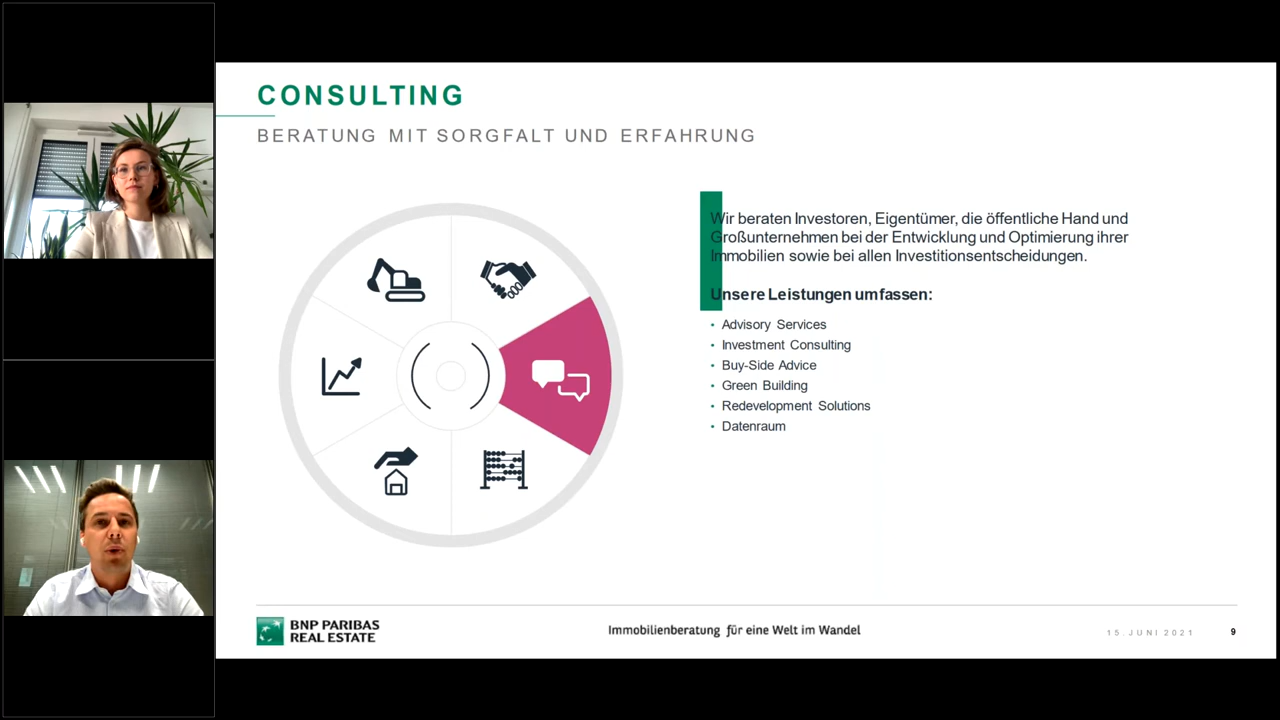 CONSULTING
BERATUNG MIT SORGFALT UND ERFAHRUNG
Wir beraten Investoren, Eigentümer, die öffentliche Hand und
Großunternehmen bei der Entwicklung und Optimierung ihrer
Immobilien sowie bei allen Investitionsentscheidungen.
Unsere Leistungen umfassen:
• Advisory Services
• Investment Consulting
• Buy-Side Advice
• Green Building
• Redevelopment Solutions
• Datenraum
BNP PARIBAS
REAL ESTATE
Immobilienberatung für eine Welt im Wandel
15. JUNI 2021
9